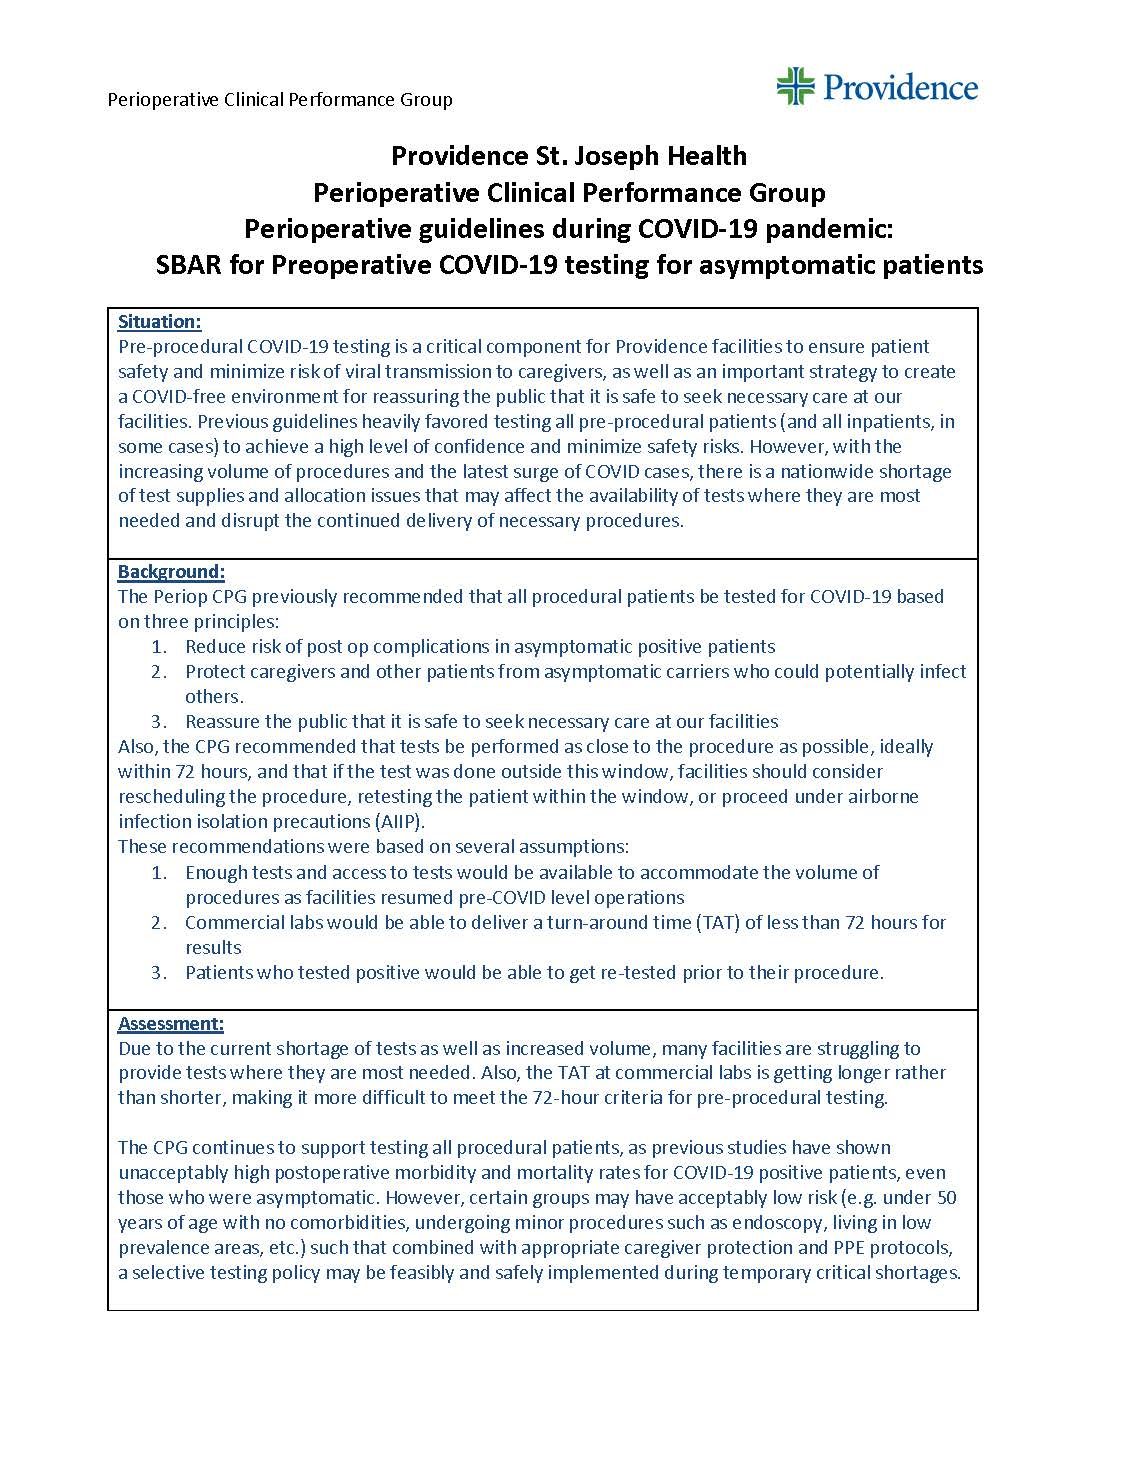 Perioperative Clinical Performance Group
Providence
Providence St. Joseph Health
Perioperative Clinical Performance Group
Perioperative guidelines during COVID-19 pandemic:
SBAR for Preoperative COVID-19 testing for asymptomatic patients
Situation:
Pre-procedural COVID-19 testing is a critical component for Providence facilities to ensure patient
safety and minimize risk of viral transmission to caregivers, as well as an important strategy to create
a COVID-free environment for reassuring the public that it is safe to seek necessary care at our
facilities. Previous guidelines heavily favored testing all pre-procedural patients (and all inpatients, in
some cases) to achieve a high level of confidence and minimize safety risks. However, with the
increasing volume of procedures and the latest surge of COVID cases, there is a nationwide shortage
of test supplies and allocation issues that may affect the availability of tests where they are most
needed and disrupt the continued delivery of necessary procedures.
Background:
The Periop CPG previously recommended that all procedural patients be tested for COVID-19 based
on three principles:
1. Reduce risk of post op complications in asymptomatic positive patients
2. Protect caregivers and other patients from asymptomatic carriers who could potentially infect
others.
3. Reassure the public that it is safe to seek necessary care at our facilities
Also, the CPG recommended that tests be performed as close to the procedure as possible, ideally
within 72 hours, and that if the test was done outside this window, facilities should consider
rescheduling the procedure, retesting the patient within the window, or proceed under airborne
infection isolation precautions (AIIP).
These recommendations were based on several assumptions:
1. Enough tests and access to tests would be available to accommodate the volume of
procedures as facilities resumed pre-COVID level operations
2. Commercial labs would be able to deliver a turn-around time (TAT) of less than 72 hours for
results
3. Patients who tested positive would be able to get re-tested prior to their procedure.
Assessment:
Due to the current shortage of tests as well as increased volume, many facilities are struggling to
provide tests where they are most needed. Also, the TAT at commercial labs is getting longer rather
than shorter, making it more difficult to meet the 72-hour criteria for pre-procedural testing.
The CPG continues to support testing all procedural patients, as previous studies have shown
unacceptably high postoperative morbidity and mortality rates for COVID-19 positive patients, even
those who were asymptomatic. However, certain groups may have acceptably low risk (e.g. under 50
years of age with no comorbidities, undergoing minor procedures such as endoscopy, living in low
prevalence areas, etc.) such that combined with appropriate caregiver protection and PPE protocols,
a selective testing policy may be feasibly and safely implemented during temporary critical shortages.